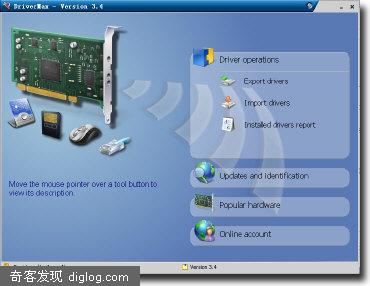 DriverMax - Version 3.4
Driver operations
Export drivers
Import drivers
Installed drivers report
Updates and identification
Popular hardware
Online account
Move the mouse pointer over a tool button to
view its description.
Version 3.4
奇客发现 diglog.com